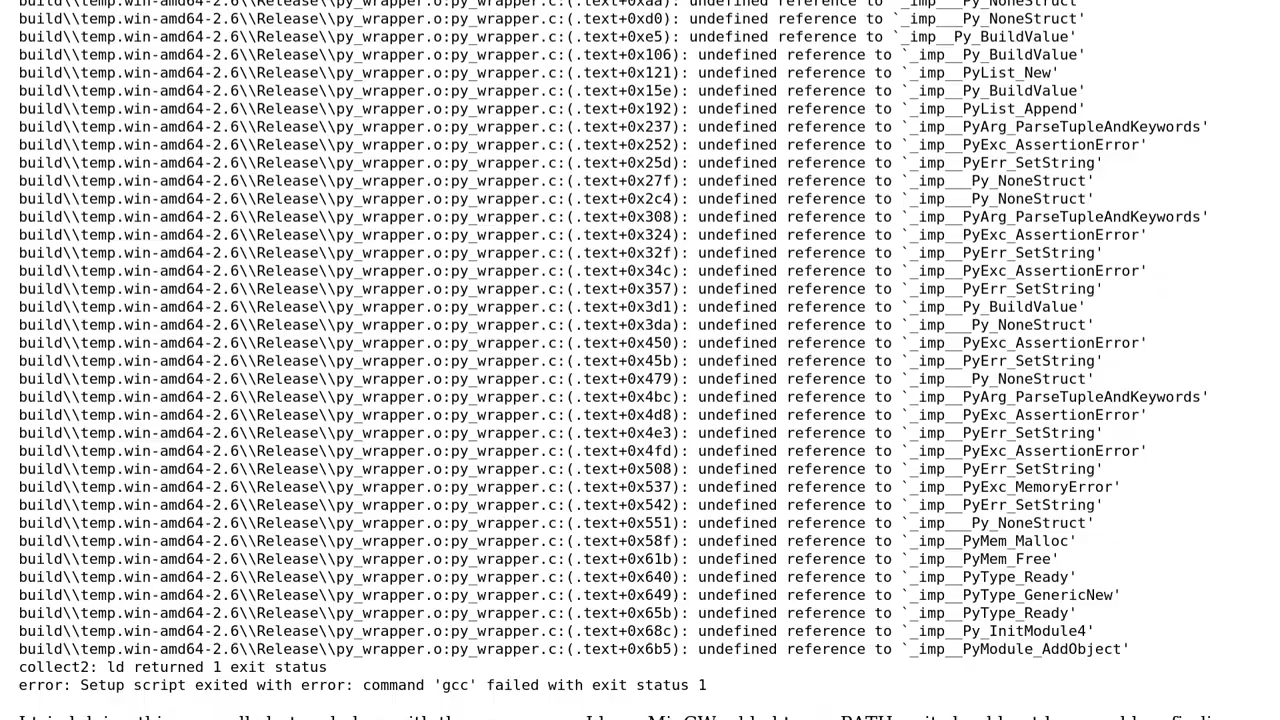 build\\temp.win-amd64-2.6\\Release\\py_wrapper.o:py_wrapper.c:(.text+0xaa): undefined reference to `_imp___Py_NoneStruct'
build\\temp.win-amd64-2.6\\Release\\py_wrapper.o:py_wrapper.c:(.text+0xd0): undefined reference to `_imp___Py_NoneStruct'
build\\temp.win-amd64-2.6\\Release\\py_wrapper.o:py_wrapper.c:(.text+0xe5): undefined reference to `_imp__Py_BuildValue'
build\\temp.win-amd64-2.6\\Release\\py_wrapper.o:py_wrapper.c:(.text+0x106): undefined reference to `_imp__Py_BuildValue'
build\\temp.win-amd64-2.6\\Release\\py_wrapper.o:py_wrapper.c:(.text+0x121): undefined reference to `_imp__PyList_New'
build\\temp.win-amd64-2.6\\Release\\py_wrapper.o:py_wrapper.c:(.text+0x15e): undefined reference to `_imp__Py_BuildValue'
build\\temp.win-amd64-2.6\\Release\\py_wrapper.o:py_wrapper.c:(.text+0x192): undefined reference to `_imp__PyList_Append'
build\\temp.win-amd64-2.6\\Release\\py_wrapper.o:py_wrapper.c:(.text+0x237): undefined reference to `_imp__PyArg_ParseTupleAndKeywords'
build\\temp.win-amd64-2.6\\Release\\py_wrapper.o:py_wrapper.c:(.text+0x252): undefined reference to `_imp__PyExc_AssertionError'
build\\temp.win-amd64-2.6\\Release\\py_wrapper.o:py_wrapper.c:(.text+0x25d): undefined reference to `_imp__PyErr_SetString'
build\\temp.win-amd64-2.6\\Release\\py_wrapper.o:py_wrapper.c:(.text+0x27f): undefined reference to `_imp___Py_NoneStruct'
build\\temp.win-amd64-2.6\\Release\\py_wrapper.o:py_wrapper.c:(.text+0x2c4): undefined reference to `_imp___Py_NoneStruct'
build\\temp.win-amd64-2.6\\Release\\py_wrapper.o:py_wrapper.c:(.text+0x308): undefined reference to `_imp__PyArg_ParseTupleAndKeywords'
build\\temp.win-amd64-2.6\\Release\\py_wrapper.o:py_wrapper.c:(.text+0x324): undefined reference to `_imp__PyExc_AssertionError'
build\\temp.win-amd64-2.6\\Release\\py_wrapper.o:py_wrapper.c:(.text+0x32f): undefined reference to `_imp__PyErr_SetString'
build\\temp.win-amd64-2.6\\Release\\py_wrapper.o:py_wrapper.c:(.text+0x34c): undefined reference to `_imp__PyExc_AssertionError'
build\\temp.win-amd64-2.6\\Release\\py_wrapper.o:py_wrapper.c:(.text+0x357): undefined reference to `_imp__PyErr_SetString'
build\\temp.win-amd64-2.6\\Release\\py_wrapper.o:py_wrapper.c:(.text+0x3d1): undefined reference to `_imp__Py_BuildValue'
build\\temp.win-amd64-2.6\\Release\\py_wrapper.o:py_wrapper.c:(.text+0x3da): undefined reference to `_imp___Py_NoneStruct'
build\\temp.win-amd64-2.6\\Release\\py_wrapper.o:py_wrapper.c:(.text+0x450): undefined reference to `_imp__PyExc_AssertionError'
build\\temp.win-amd64-2.6\\Release\\py_wrapper.o:py_wrapper.c:(.text+0x45b): undefined reference to `_imp__PyErr_SetString'
build\\temp.win-amd64-2.6\\Release\\py_wrapper.o:py_wrapper.c:(.text+0x479): undefined reference to `_imp___Py_NoneStruct'
build\\temp.win-amd64-2.6\\Release\\py_wrapper.o:py_wrapper.c:(.text+0x4bc): undefined reference to `_imp__PyArg_ParseTupleAndKeywords'
build\\temp.win-amd64-2.6\\Release\\py_wrapper.o:py_wrapper.c:(.text+0x4d8): undefined reference to `_imp__PyExc_AssertionError'
build\\temp.win-amd64-2.6\\Release\\py_wrapper.o:py_wrapper.c:(.text+0x4e3): undefined reference to `_imp__PyErr_SetString'
build\\temp.win-amd64-2.6\\Release\\py_wrapper.o:py_wrapper.c:(.text+0x4fd): undefined reference to `_imp__PyExc_AssertionError'
build\\temp.win-amd64-2.6\\Release\\py_wrapper.o:py_wrapper.c:(.text+0x508): undefined reference to `_imp__PyErr_SetString'
build\\temp.win-amd64-2.6\\Release\\py_wrapper.o:py_wrapper.c:(.text+0x537): undefined reference to `_imp__PyExc_MemoryError'
build\\temp.win-amd64-2.6\\Release\\py_wrapper.o:py_wrapper.c:(.text+0x542): undefined reference to `_imp__PyErr_SetString'
build\\temp.win-amd64-2.6\\Release\\py_wrapper.o:py_wrapper.c:(.text+0x551): undefined reference to `_imp___Py_NoneStruct'
build\\temp.win-amd64-2.6\\Release\\py_wrapper.o:py_wrapper.c:(.text+0x58f): undefined reference to `_imp__PyMem_Malloc'
build\\temp.win-amd64-2.6\\Release\\py_wrapper.o:py_wrapper.c:(.text+0x61b): undefined reference to `_imp__PyMem_Free'
build\\temp.win-amd64-2.6\\Release\\py_wrapper.o:py_wrapper.c:(.text+0x640): undefined reference to `_imp__PyType_Ready'
build\\temp.win-amd64-2.6\\Release\\py_wrapper.o:py_wrapper.c:(.text+0x649): undefined reference to `_imp__PyType_GenericNew'
build\\temp.win-amd64-2.6\\Release\\py_wrapper.o:py_wrapper.c:(.text+0x65b): undefined reference to `_imp__PyType_Ready'
build\\temp.win-amd64-2.6\\Release\\py_wrapper.o:py_wrapper.c:(.text+0x68c): undefined reference to `_imp__Py_InitModule4'
build\\temp.win-amd64-2.6\\Release\\py_wrapper.o:py_wrapper.c:(.text+0x6b5): undefined reference to `_imp__PyModule_AddObject'
collect2: ld returned 1 exit status
error: Setup script exited with error: command 'gcc' failed with exit status 1